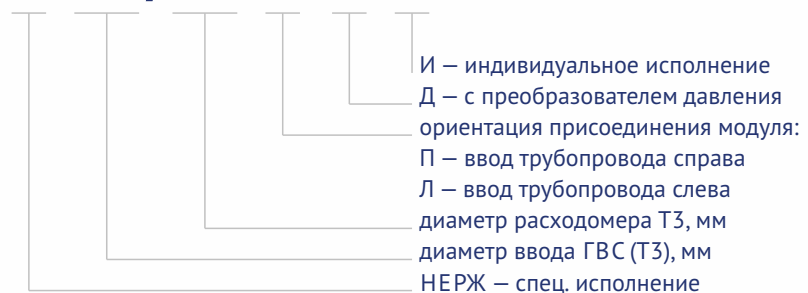 И — индивидуальное исполнение
Д — с преобразователем давления
ориентация присоединения модуля:
П — ввод трубопровода справа
Л — ввод трубопровода слева
диаметр расходомера Т3, мм
диаметр ввода ГВС (Т3), мм
НЕРЖ — спец. исполнение